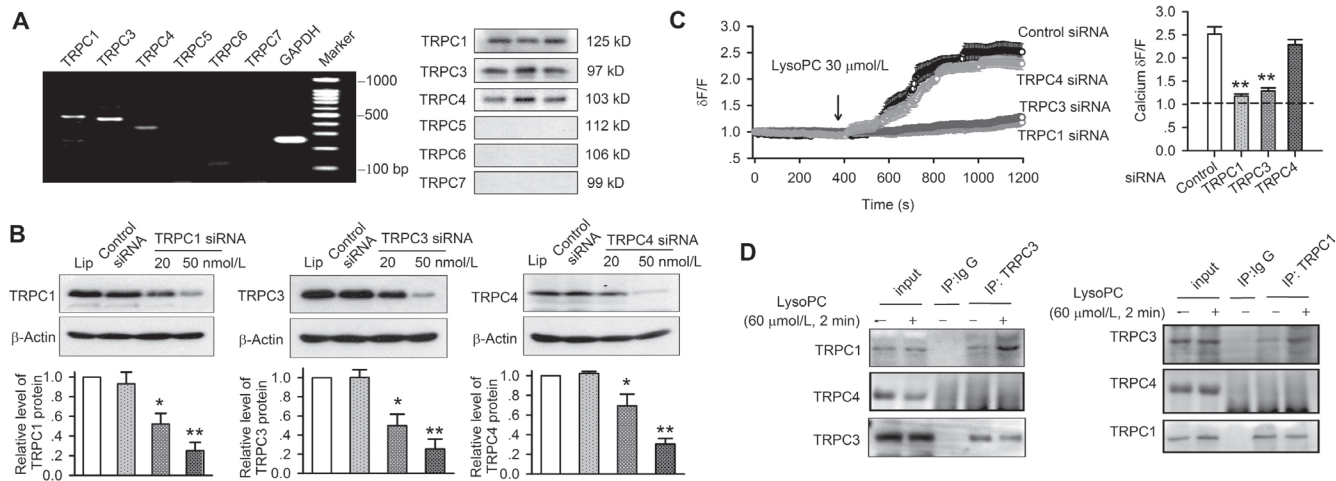 A
TRPC1 TRPC3 TRPC4 TRPC5 TRPC6 TRPC7 GAPDH Marker
–1000
–500
–100 bp
TRPC1 125 kD
TRPC3 97 kD
TRPC4 103 kD
TRPC5 112 kD
TRPC6 106 kD
TRPC7 99 kD
B
Lip Control siRNA TRPC1 siRNA
20 50 nmol/L
TRPC1
β-Actin
Relative level of TRPC1 protein
1.0
.8
.6
.4
.2
0.0
* **
Lip Control siRNA TRPC3 siRNA
20 50 nmol/L
TRPC3
β-Actin
Relative level of TRPC3 protein
1.0
.8
.6
.4
.2
0.0
* **
Lip Control siRNA TRPC4 siRNA
20 50 nmol/L
TRPC4
β-Actin
Relative level of TRPC4 protein
1.0
.8
.6
.4
.2
0.0
* **
C
δF/F
3.0
2.5
2.0
1.5
1.0
.5
LysoPC 30 μmol/L
Control siRNA
TRPC4 siRNA
TRPC3 siRNA
TRPC1 siRNA
0 200 400 600 800 1000 1200
Time (s)
Calcium δF/F
3.0
2.5
2.0
1.5
1.0
.5
0.0
** **
siRNA Control TRPC1 TRPC3 TRPC4
D
input IP:Ig G IP: TRPC3
LysoPC
(60 μmol/L, 2 min) – + – – +
TRPC1
TRPC4
TRPC3
input IP:Ig G IP: TRPC1
LysoPC
(60 μmol/L, 2 min) – + – – +
TRPC3
TRPC4
TRPC1